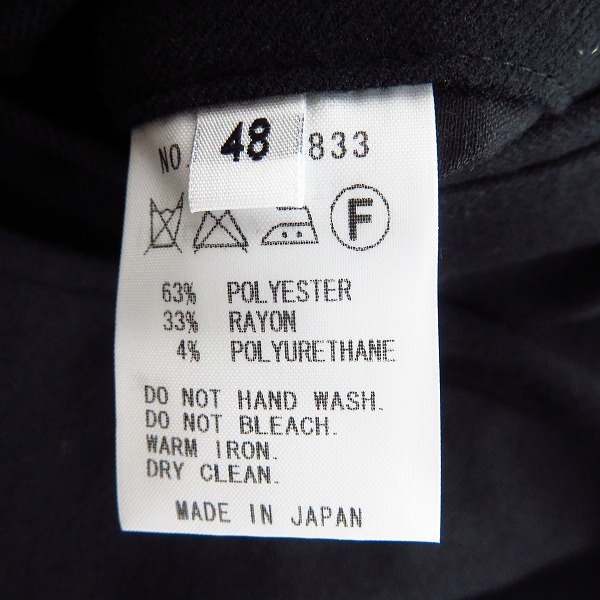 NO. 48 833
F
63% POLYESTER
33% RAYON
4% POLYURETHANE
DO NOT HAND WASH.
DO NOT BLEACH.
WARM IRON.
DRY CLEAN.
MADE IN JAPAN